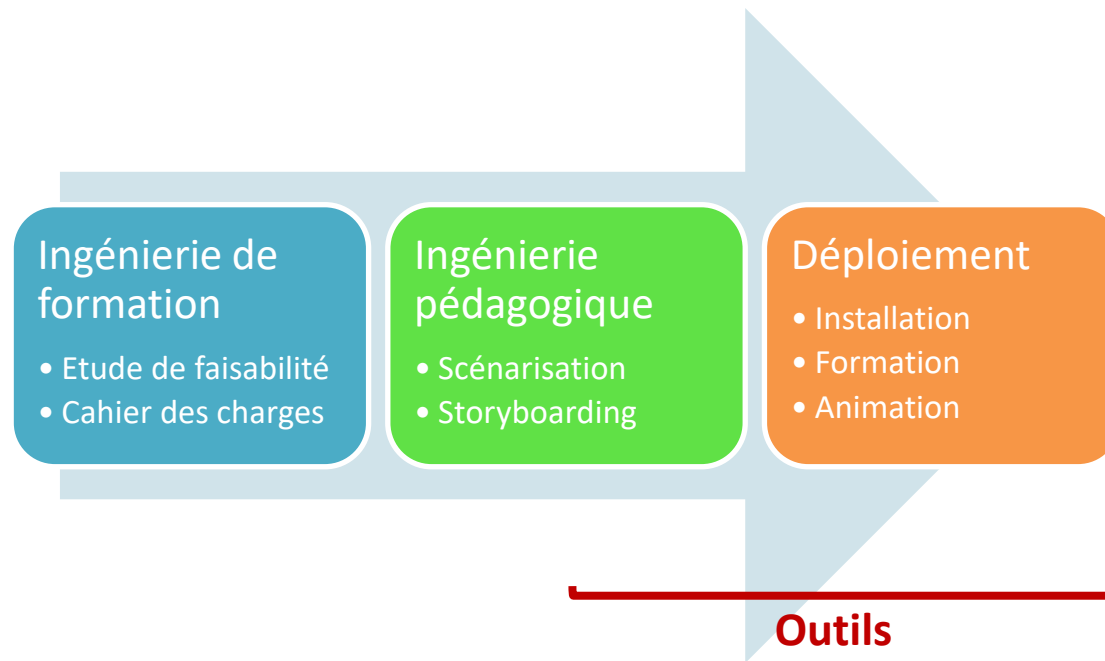 Ingénierie de
formation
• Etude de faisabilité
• Cahier des charges
Ingénierie
pédagogique
• Scénarisation
• Storyboarding
Déploiement
• Installation
• Formation
• Animation
Outils